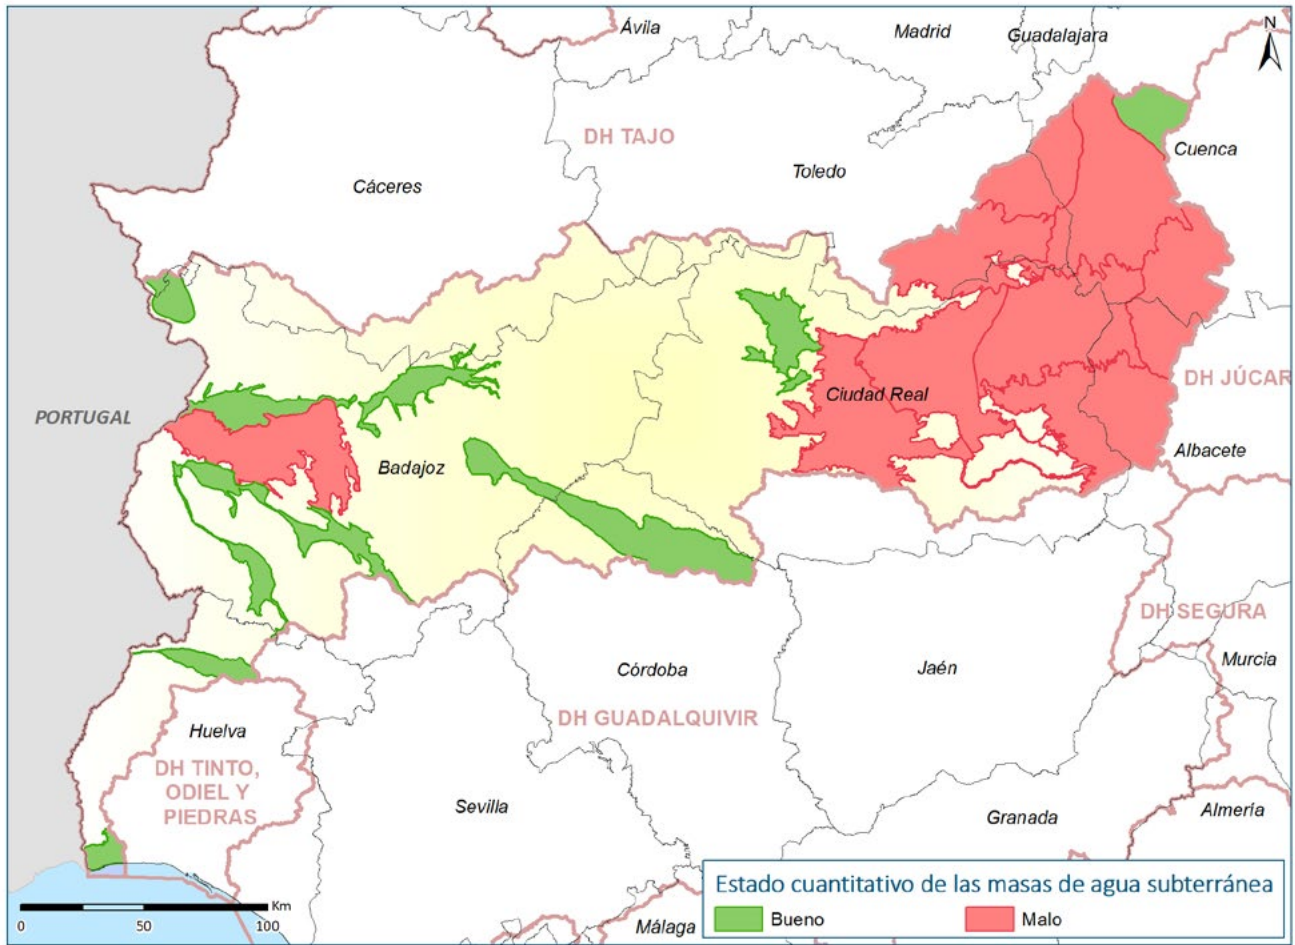 Ávila
Madrid
Guadalajara
N
DH TAJO
Cuenca
Toledo
Cáceres
DH JÚCAR
PORTUGAL
Ciudad Real
Albacete
Badajoz
DH SEGURA
Murcia
Córdoba
Jaén
DH GUADALQUIVIR
Huelva
DH TINTO,
ODIEL Y
PIEDRAS
Sevilla
Granada
Almería
Málaga
Km
0 50 100
Estado cuantitativo de las masas de agua subterránea
Bueno Malo